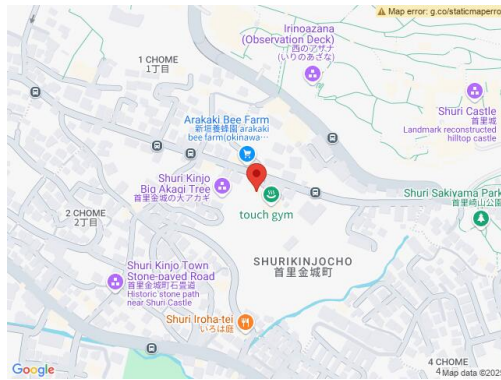 Map error: g.co/staticmaperro
Irinoazana
(Observation Deck)
西のアザナ
(いりのあざな)
1 CHOME
1丁目
Shuri Castle
首里城
Landmark reconstructed
hilltop castle
Arakaki Bee Farm
新垣養蜂園 arakaki
bee farm(okinawa…
Shuri Kinjo
Big Akagi Tree
首里金城の大アカギ
touch gym
Shuri Sakiyama Park
首里崎山公園
2 CHOME
2丁目
SHURIKINJOCHO
首里金城町
Shuri Kinjo Town
Stone-paved Road
首里金城町石畳道
Historic stone path
near Shuri Castle
Shuri Iroha-tei
いろは庭
4 CHOME
4
Google
Map data ©2025